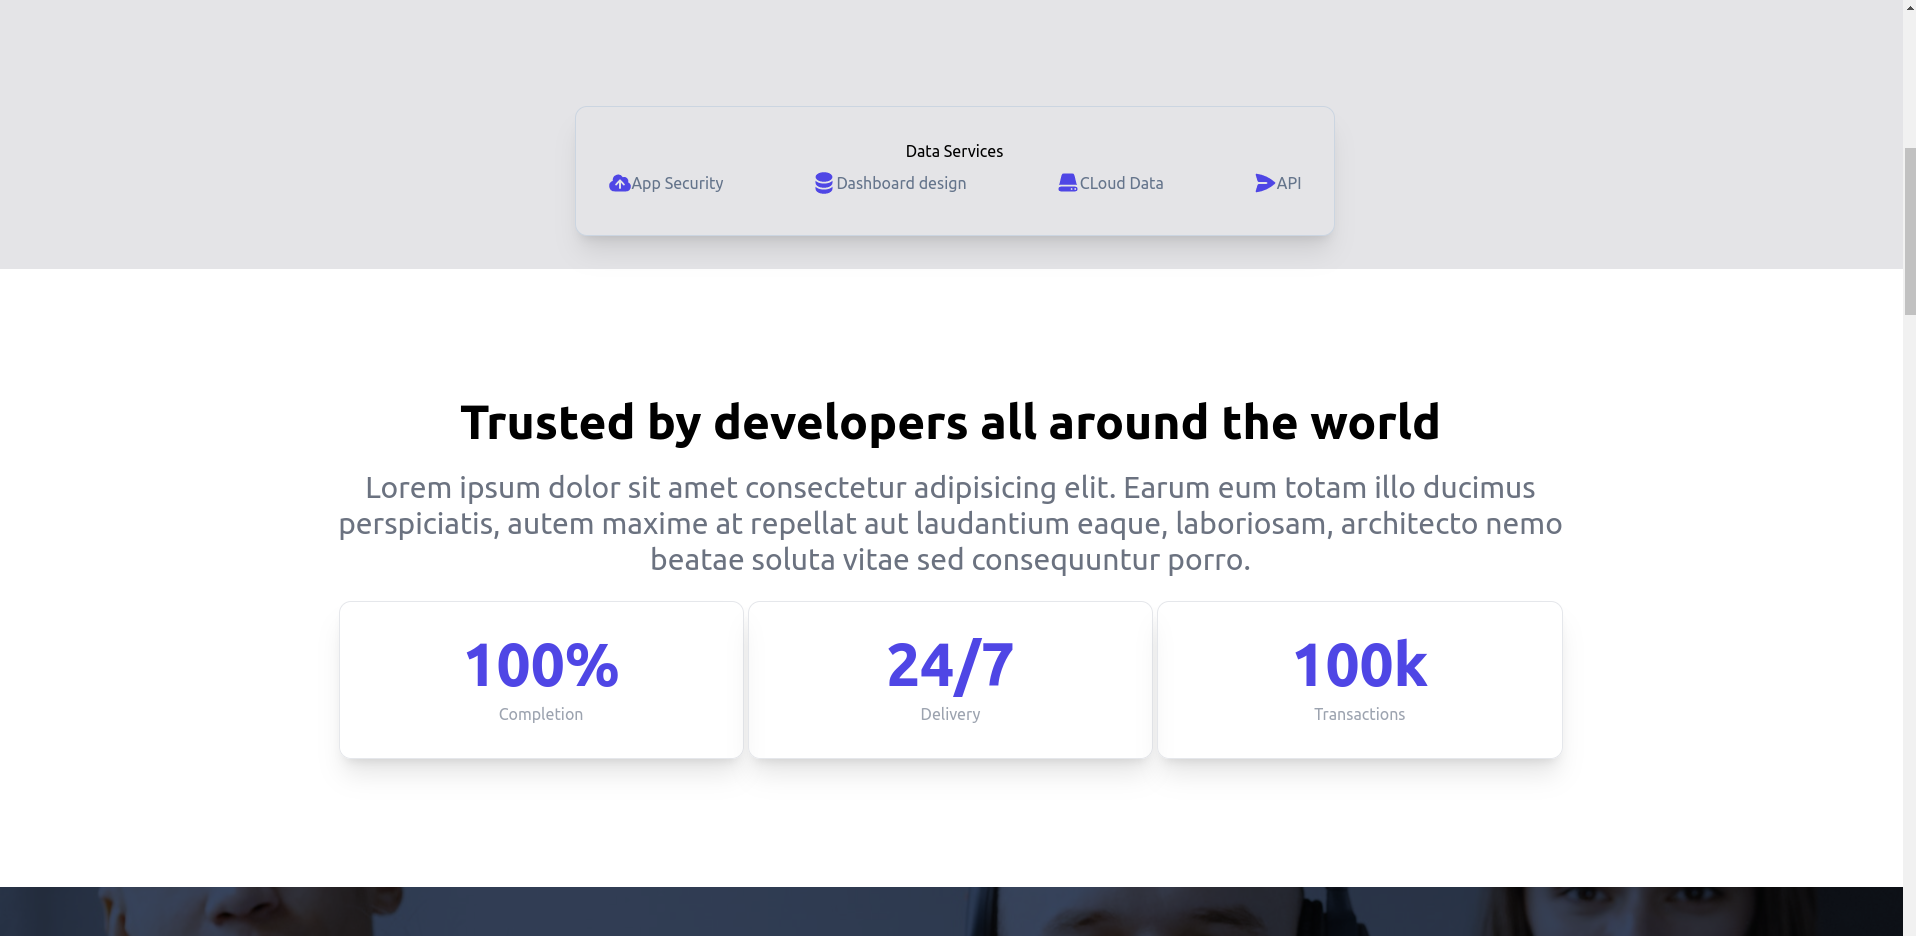 Data Services
App Security Dashboard design CLoud Data API
Trusted by developers all around the world
Lorem ipsum dolor sit amet consectetur adipisicing elit. Earum eum totam illo ducimus
perspiciatis, autem maxime at repellat aut laudantium eaque, laboriosam, architecto nemo
beatae soluta vitae sed consequuntur porro.
100% 24/7 100k
Completion Delivery Transactions